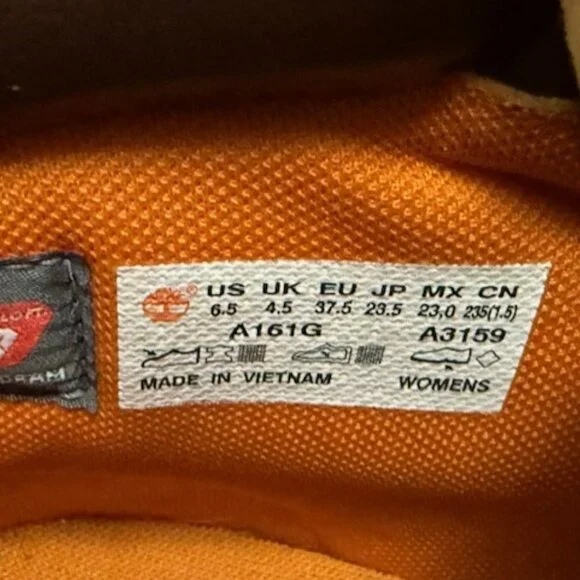 US UK EU JP MX CN
6.5 4.5 37.5 23.5 23,0 235(1.5)
A161G A3159
MADE IN VIETNAM WOMENS